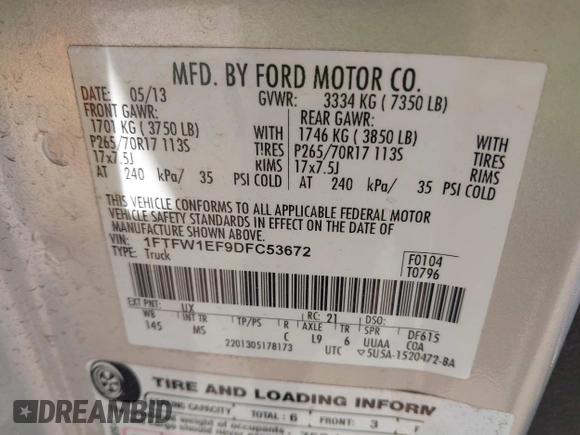 MFD. BY FORD MOTOR CO.
DATE: 05/13 GVWR: 3334 KG ( 7350 LB)
FRONT GAWR: REAR GAWR:
1701 KG ( 3750 LB) WITH 1746 KG ( 3850 LB) WITH
P265/70R17 113S TIRES P265/70R17 113S TIRES
17x7.5J RIMS 17x7.5J RIMS
AT 240 kPa/ 35 PSI COLD AT 240 kPa/ 35 PSI COLD
THIS VEHICLE CONFORMS TO ALL APPLICABLE FEDERAL MOTOR
VEHICLE SAFETY STANDARDS IN EFFECT ON THE DATE OF
MANUFACTURE SHOWN ABOVE.
VIN: 1FTFW1EF9DFC53672 F0104
TYPE: Truck T0796
EXT PNT: UX RC: 21 DSO:
WB INT TR TP/PS R AXLE TR SPR DF615
145 MS C L9 6 UUAA COA
2201305178173 UTC 5U5A-1520472-BA
TIRE AND LOADING INFORMATION
SEATING CAPACITY TOTAL: 6 FRONT: 3
DREAMBID